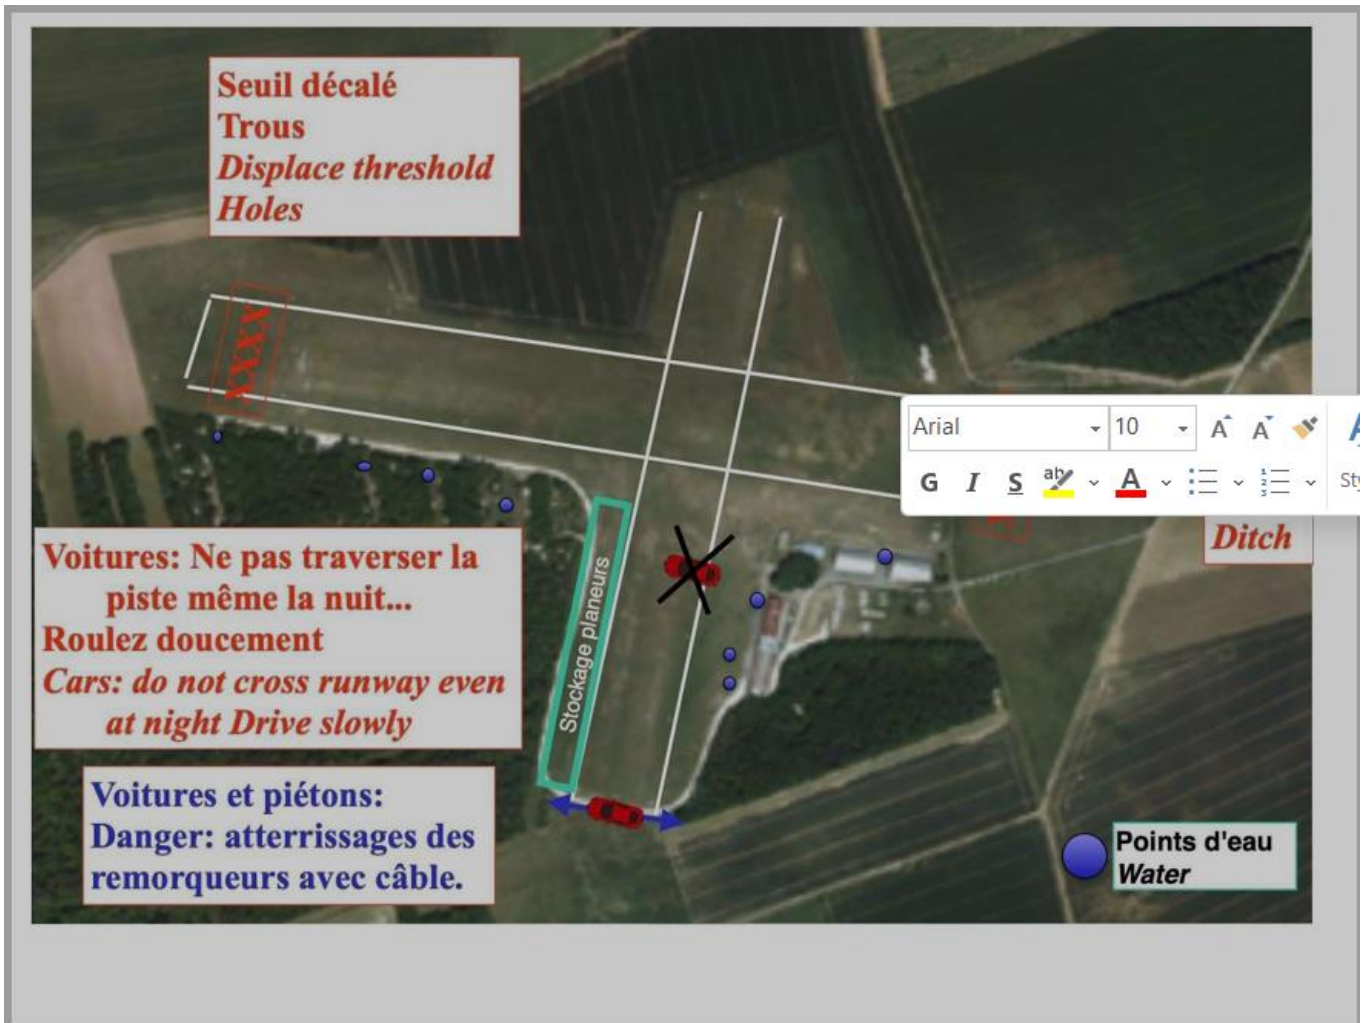 Seuil décalé
Trous
Displace threshold
Holes
XXXX
Arial
10
A
A
G
I
S
ab
A
Sty
Ditch
Voitures: Ne pas traverser la
piste même la nuit...
Roulez doucement
Cars: do not cross runway even
at night Drive slowly
Stockage planeurs
Voitures et piétons:
Danger: atterrissages des
remorqueurs avec câble.
Points d'eau
Water